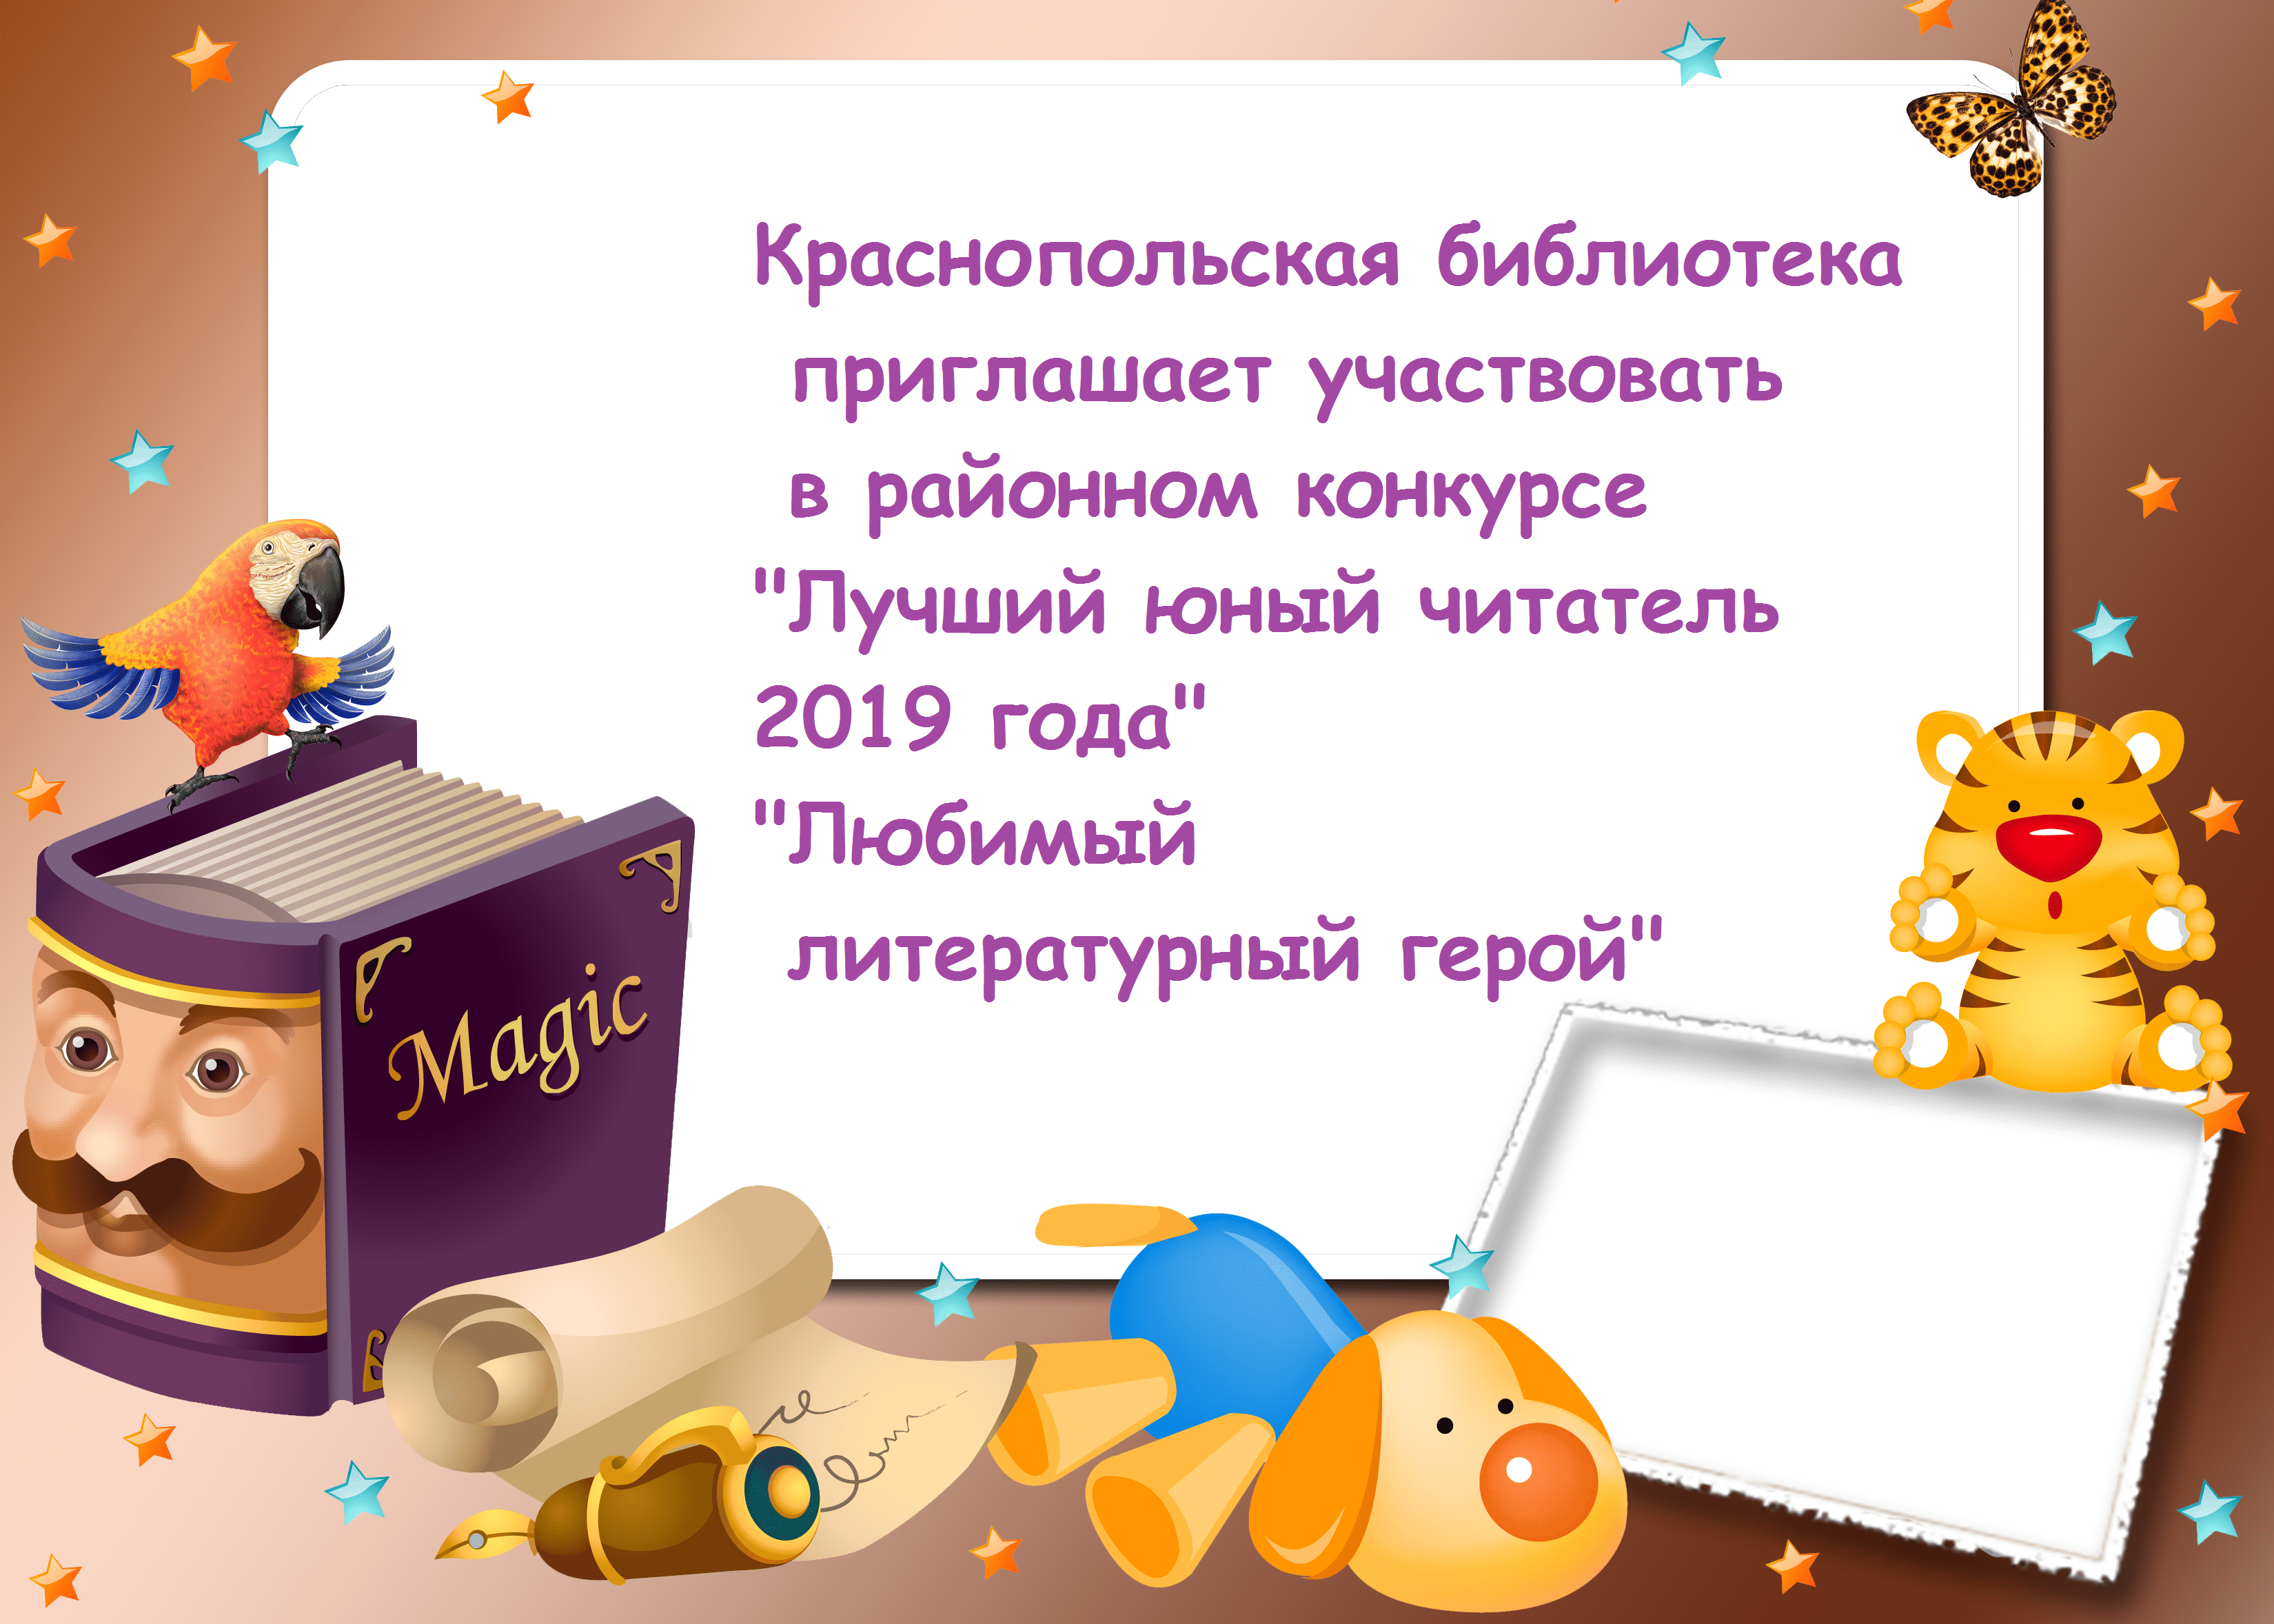 Краснопольская библиотека
приглашает участвовать
в районном конкурсе
"Лучший юный читатель
2019 года"
"Любимый
литературный герой"
Magic